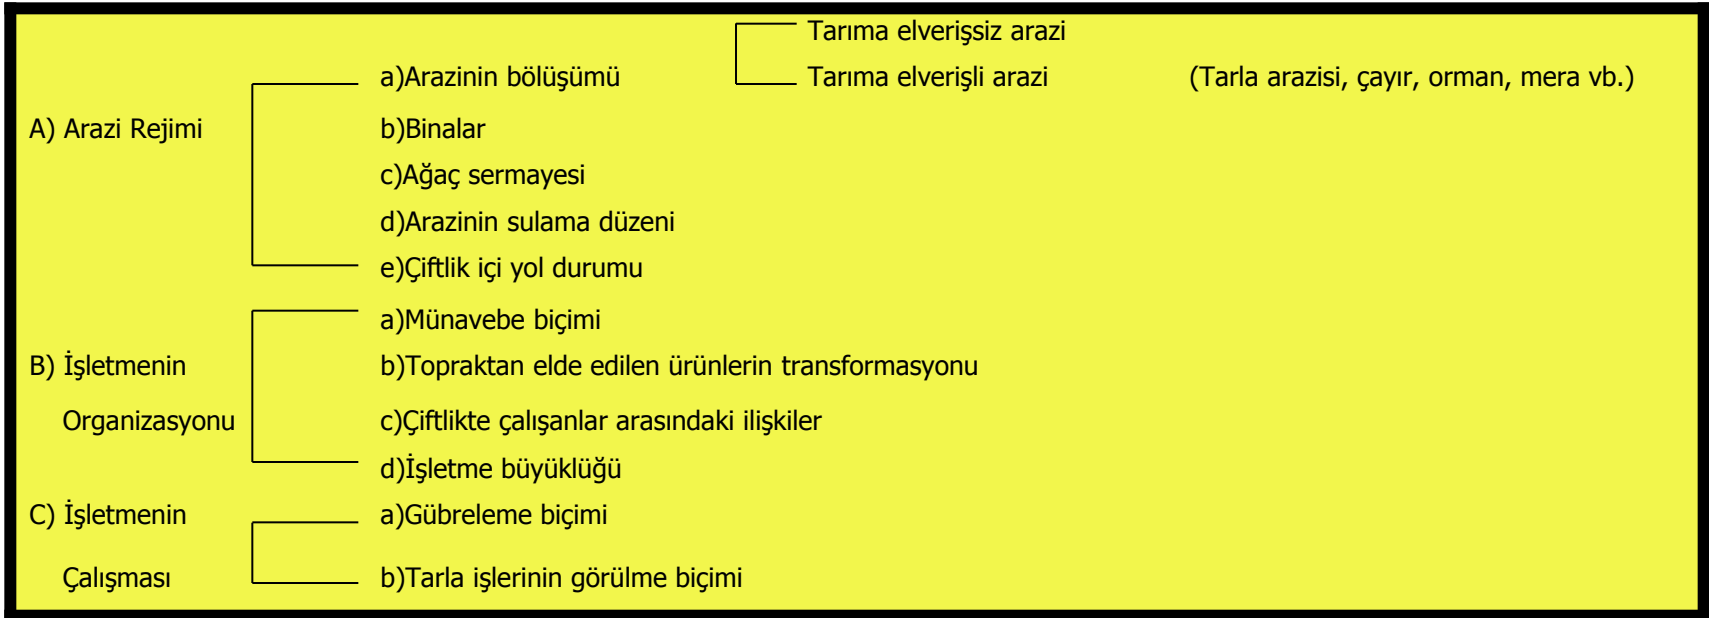 Tarıma elverişsiz arazi
a)Arazinin bölüşümü Tarıma elverişli arazi (Tarla arazisi, çayır, orman, mera vb.)
A) Arazi Rejimi b)Binalar
c)Ağaç sermayesi
d)Arazinin sulama düzeni
e)Çiftlik içi yol durumu
a)Münavebe biçimi
B) İşletmenin b)Topraktan elde edilen ürünlerin transformasyonu
Organizasyonu c)Çiftlikte çalışanlar arasındaki ilişkiler
d)İşletme büyüklüğü
C) İşletmenin a)Gübreleme biçimi
Çalışması b)Tarla işlerinin görülme biçimi